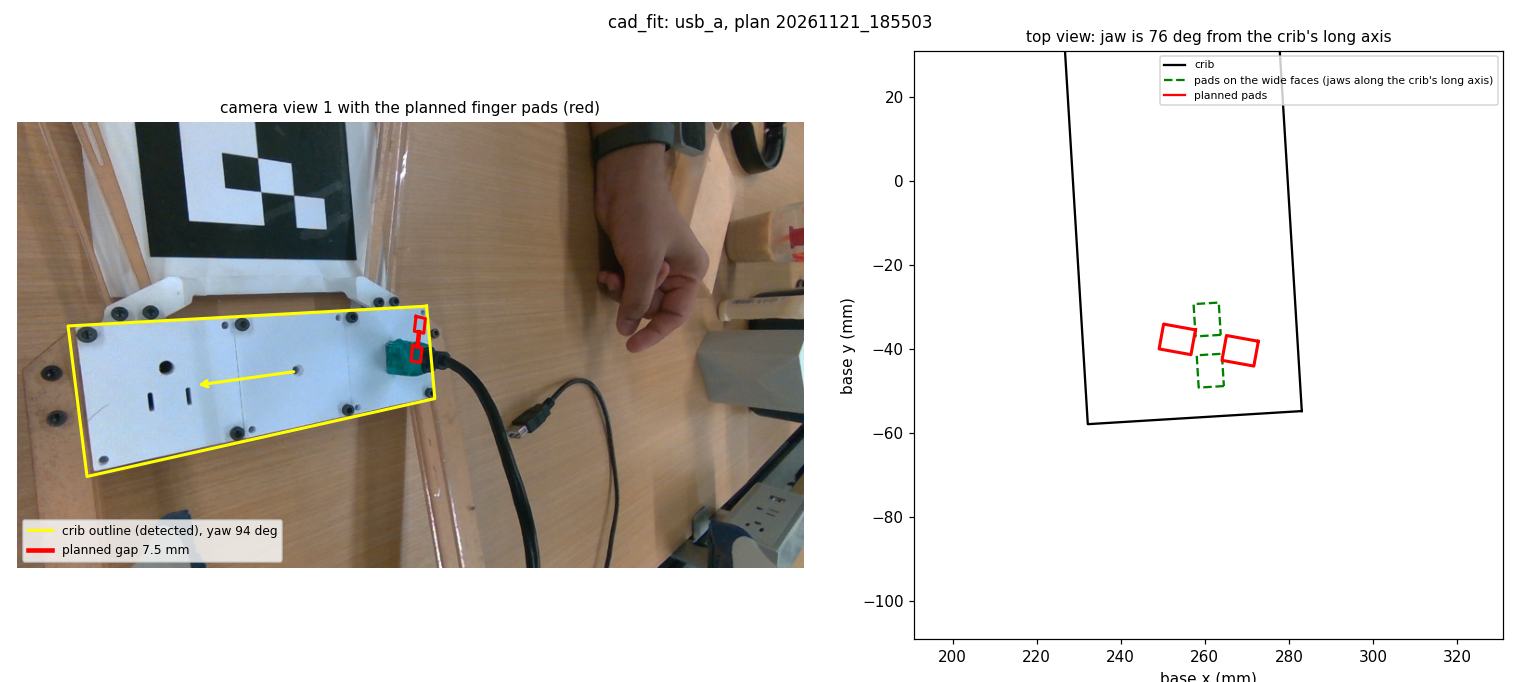 cad_fit: usb_a, plan 20261121_185503
camera view 1 with the planned finger pads (red)
crib outline (detected), yaw 94 deg
planned gap 7.5 mm
top view: jaw is 76 deg from the crib's long axis
crib
pads on the wide faces (jaws along the crib's long axis)
planned pads
base y (mm)
20
0
−20
−40
−60
−80
−100
200
220
240
260
280
300
320
base x (mm)